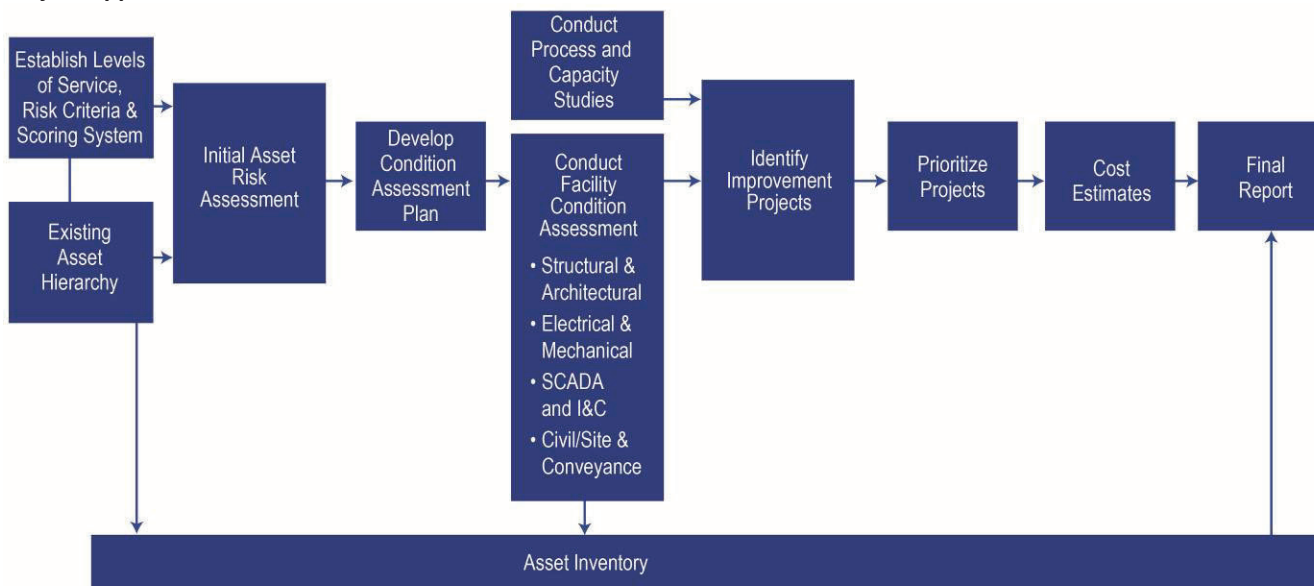 Establish Levels
of Service,
Risk Criteria &
Scoring System
Existing
Asset
Hierarchy
Initial Asset
Risk
Assessment
Develop
Condition
Assessment
Plan
Conduct
Process and
Capacity
Studies
Conduct
Facility
Condition
Assessment
• Structural &
Architectural
• Electrical &
Mechanical
• SCADA
and I&C
• Civil/Site &
Conveyance
Identify
Improvement
Projects
Prioritize
Projects
Cost
Estimates
Final
Report
Asset Inventory